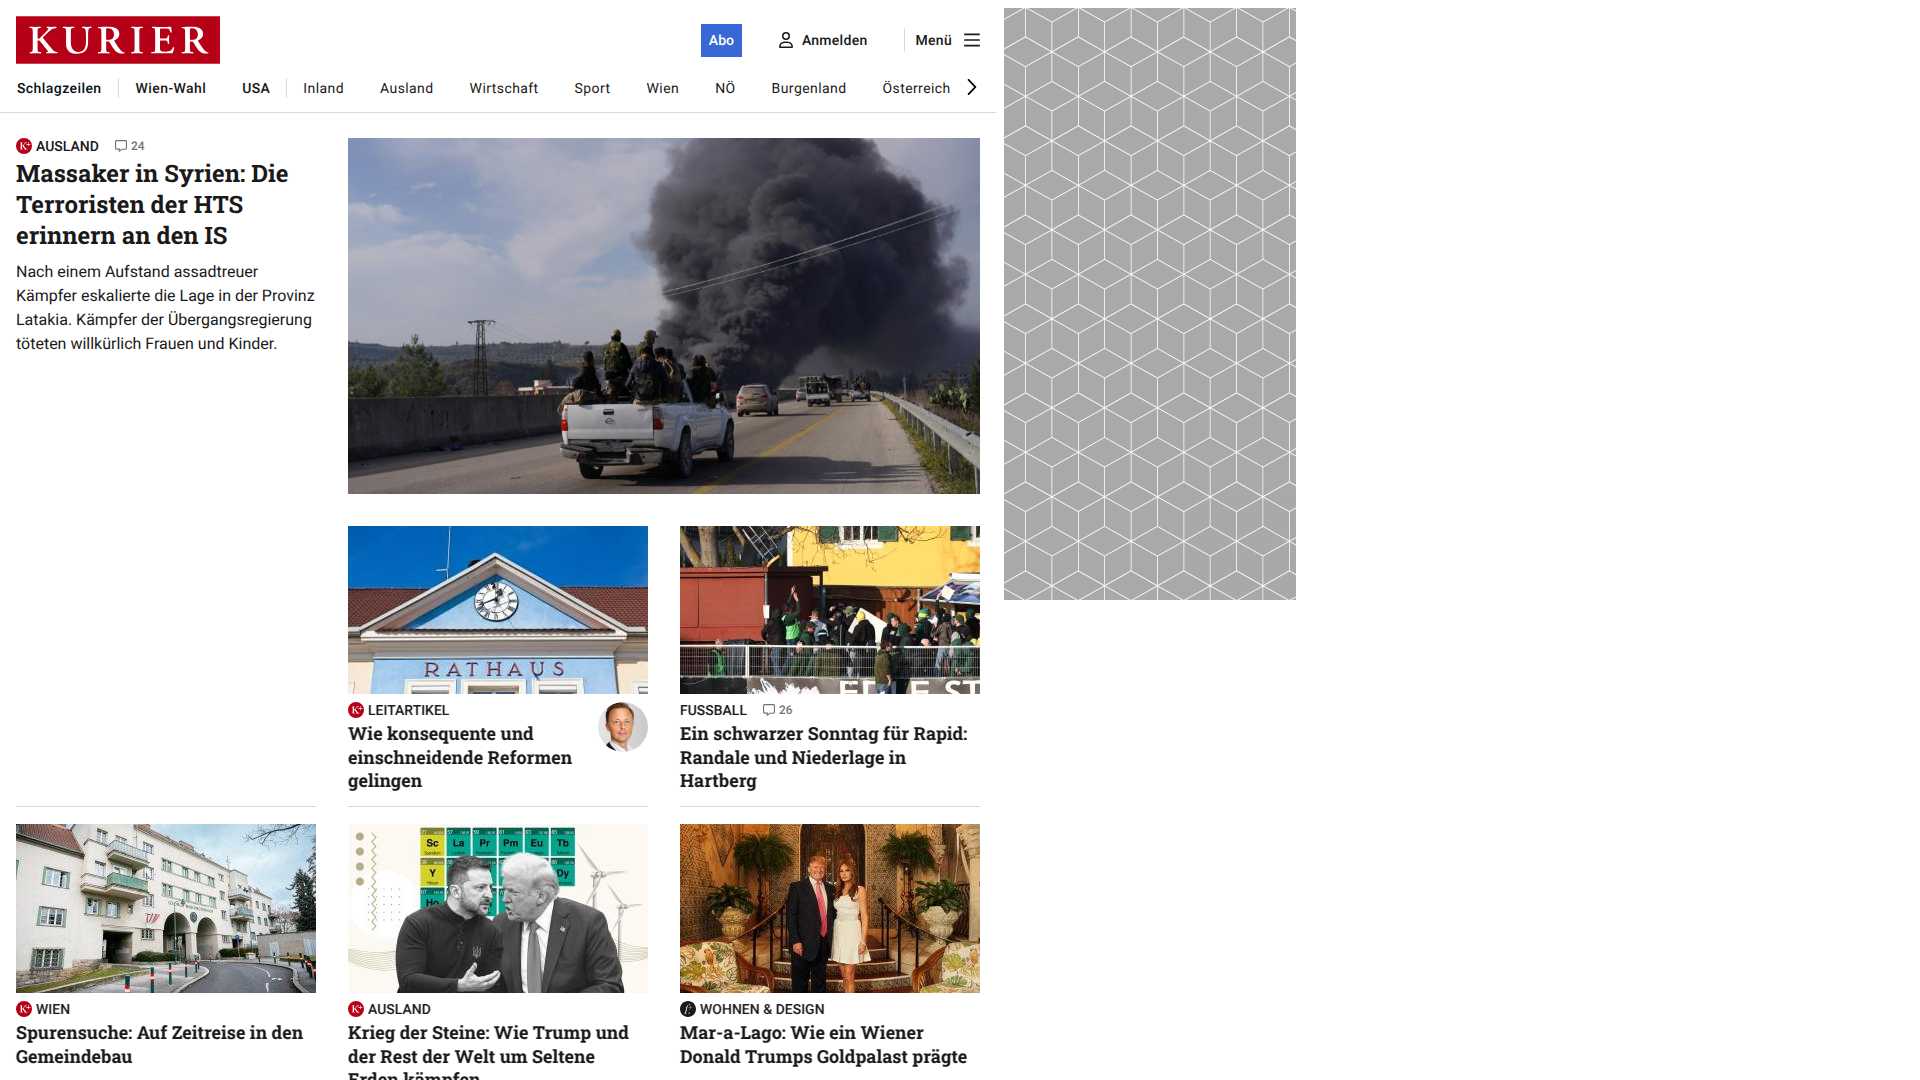 KURIER
Abo
Anmelden
Menü
Schlagzeilen
Wien-Wahl
USA
Inland
Ausland
Wirtschaft
Sport
Wien
NÖ
Burgenland
Österreich
K+ AUSLAND 24
Massaker in Syrien: Die
Terroristen der HTS
erinnern an den IS
Nach einem Aufstand assadtreuer
Kämpfer eskalierte die Lage in der Provinz
Latakia. Kämpfer der Übergangsregierung
töteten willkürlich Frauen und Kinder.
RATHAUS
K+ LEITARTIKEL
Wie konsequente und
einschneidende Reformen
gelingen
FUSSBALL 26
Ein schwarzer Sonntag für Rapid:
Randale und Niederlage in
Hartberg
K+ WIEN
Spurensuche: Auf Zeitreise in den
Gemeindebau
Sc La Pr Pm Eu Tb
Y Dy
Ho
K+ AUSLAND
Krieg der Steine: Wie Trump und
der Rest der Welt um Seltene
Erden kämpfen
WOHNEN & DESIGN
Mar-a-Lago: Wie ein Wiener
Donald Trumps Goldpalast prägte